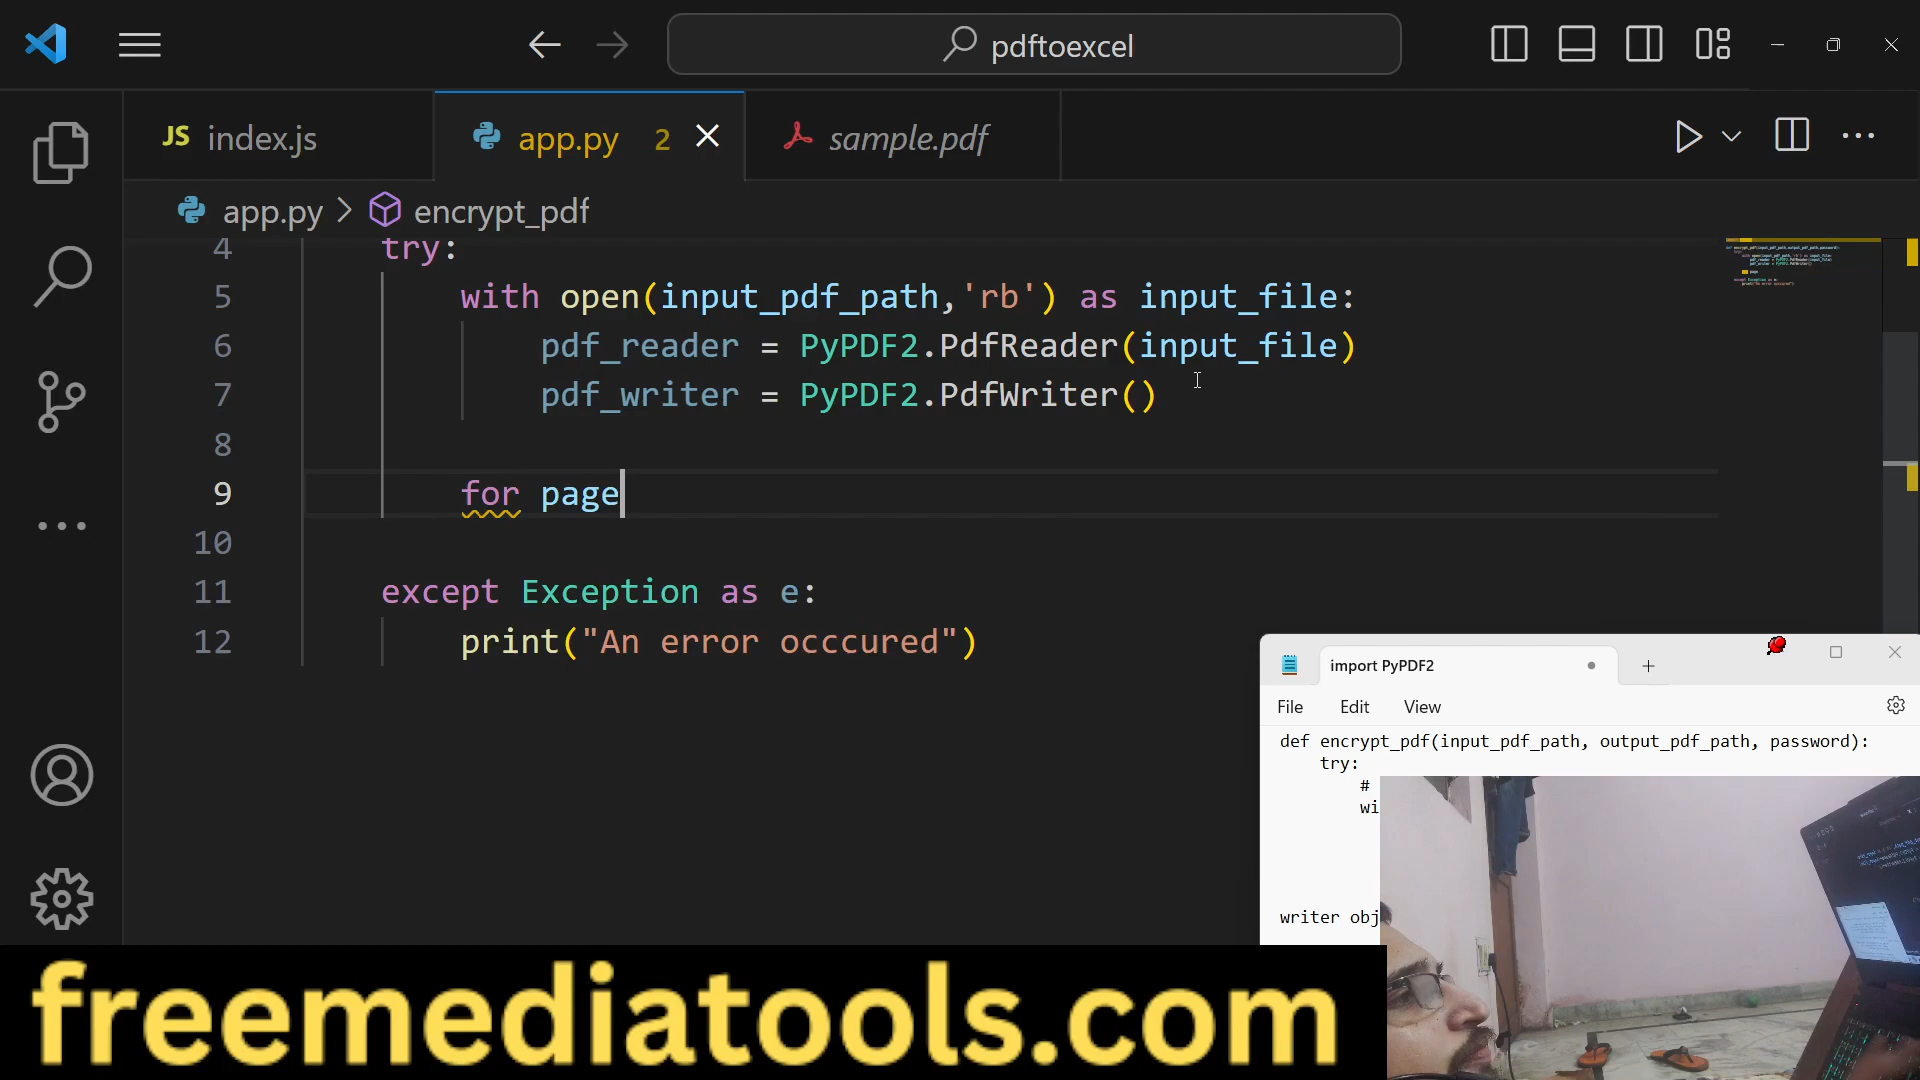 pdftoexcel
JS index.js
app.py 2
sample.pdf
app.py > encrypt_pdf
4 try:
5 with open(input_pdf_path,'rb') as input_file:
6 pdf_reader = PyPDF2.PdfReader(input_file)
7 pdf_writer = PyPDF2.PdfWriter()
8
9 for page
10
11 except Exception as e:
12 print("An error occcured")
import PyPDF2
File Edit View
def encrypt_pdf(input_pdf_path, output_pdf_path, password):
try:
#
wi
writer obj
freemediatools.com